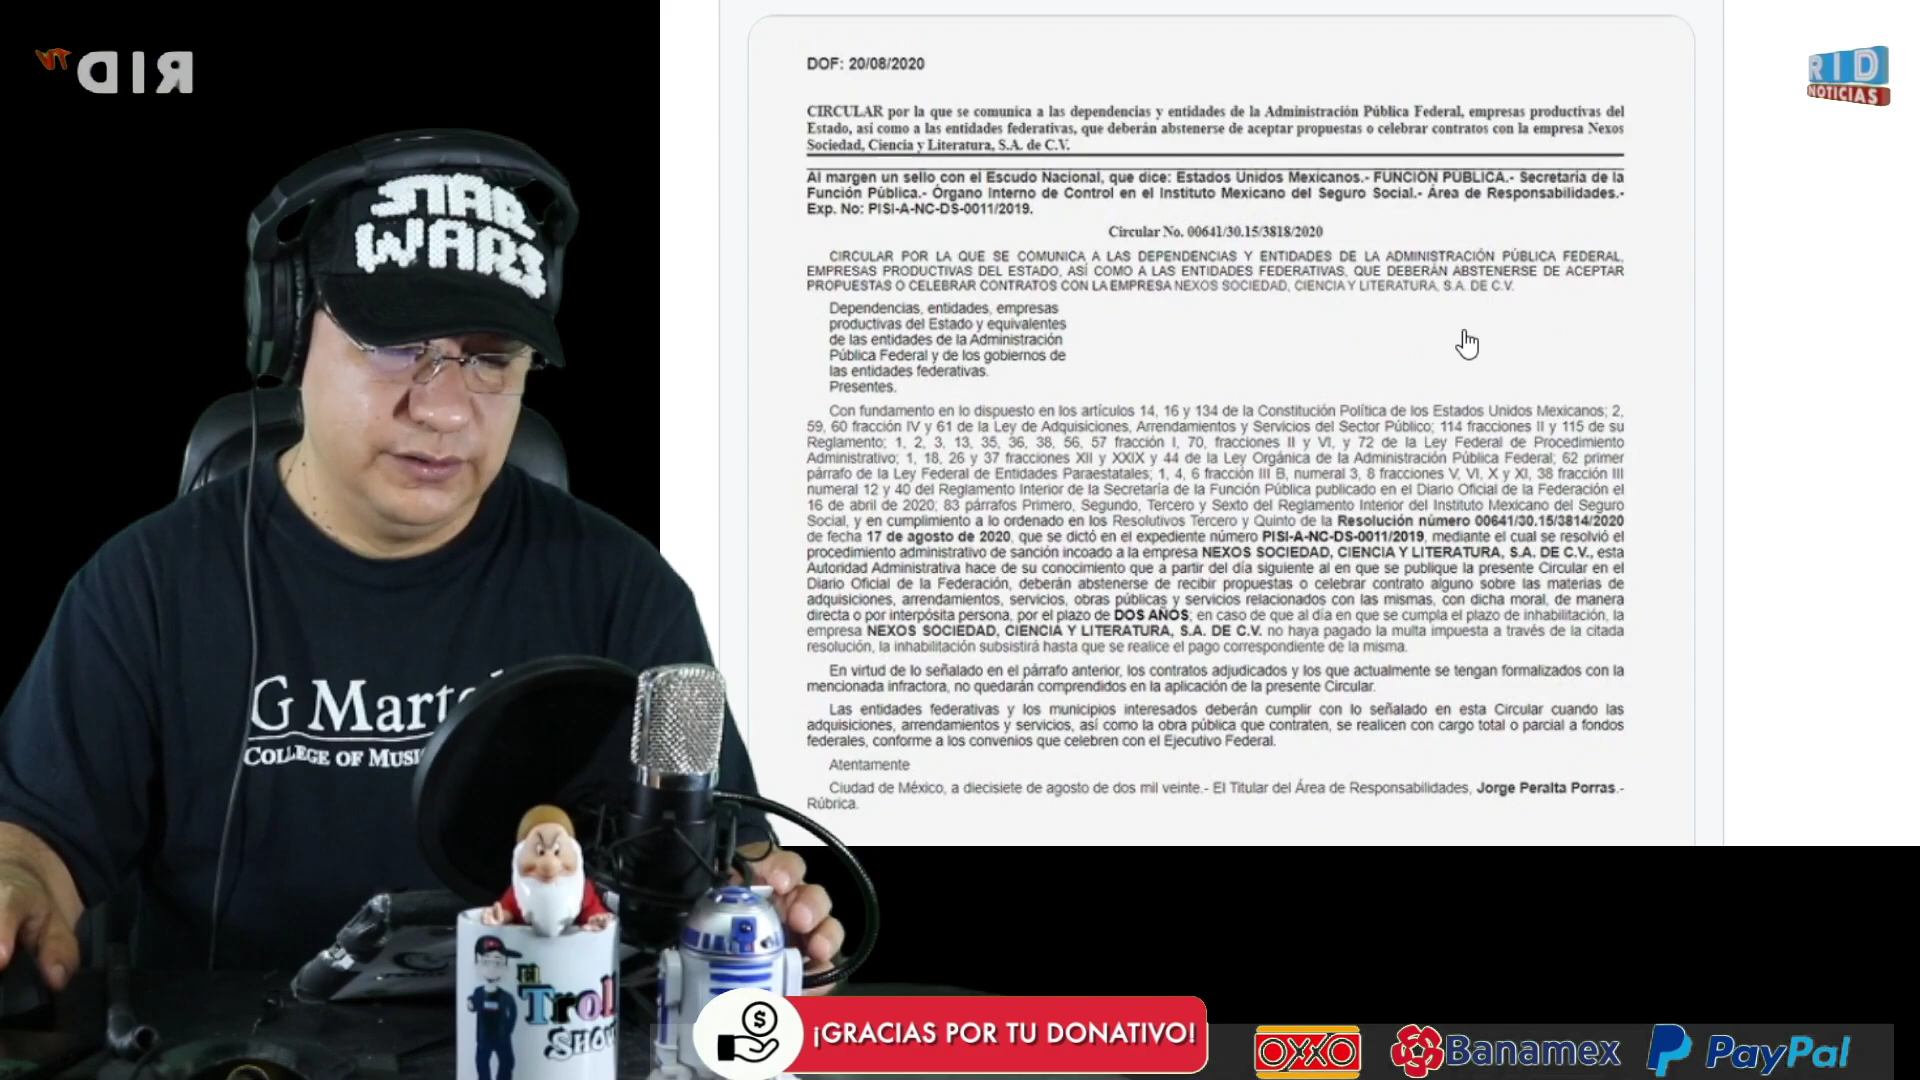 RID
RID
NOTICIAS
DOF: 20/08/2020
CIRCULAR por la que se comunica a las dependencias y entidades de la Administración Pública Federal, empresas productivas del
Estado, así como a las entidades federativas, que deberán abstenerse de aceptar propuestas o celebrar contratos con la empresa Nexos
Sociedad, Ciencia y Literatura, S.A. de C.V.
Al margen un sello con el Escudo Nacional, que dice: Estados Unidos Mexicanos.- FUNCION PUBLICA.- Secretaría de la
Función Pública.- Órgano Interno de Control en el Instituto Mexicano del Seguro Social.- Área de Responsabilidades.-
Exp. No: PISI-A-NC-DS-0011/2019.
Circular No. 00641/30.15/3818/2020
CIRCULAR POR LA QUE SE COMUNICA A LAS DEPENDENCIAS Y ENTIDADES DE LA ADMINISTRACIÓN PÚBLICA FEDERAL,
EMPRESAS PRODUCTIVAS DEL ESTADO, ASÍ COMO A LAS ENTIDADES FEDERATIVAS, QUE DEBERÁN ABSTENERSE DE ACEPTAR
PROPUESTAS O CELEBRAR CONTRATOS CON LA EMPRESA NEXOS SOCIEDAD, CIENCIA Y LITERATURA, S.A. DE C.V.
Dependencias, entidades, empresas
productivas del Estado y equivalentes
de las entidades de la Administración
Pública Federal y de los gobiernos de
las entidades federativas.
Presentes.
Con fundamento en lo dispuesto en los artículos 14, 16 y 134 de la Constitución Política de los Estados Unidos Mexicanos; 2,
59, 60 fracción IV y 61 de la Ley de Adquisiciones, Arrendamientos y Servicios del Sector Público; 114 fracciones II y 115 de su
Reglamento; 1, 2, 3, 13, 35, 36, 38, 56, 57 fracción I, 70, fracciones II y VI, y 72 de la Ley Federal de Procedimiento
Administrativo; 1, 18, 26 y 37 fracciones XII y XXIX y 44 de la Ley Orgánica de la Administración Pública Federal; 62 primer
párrafo de la Ley Federal de Entidades Paraestatales; 1, 4, 6 fracción III B, numeral 3, 8 fracciones V, VI, X y XI, 38 fracción III
numeral 12 y 40 del Reglamento Interior de la Secretaría de la Función Pública publicado en el Diario Oficial de la Federación el
16 de abril de 2020; 83 párrafos Primero, Segundo, Tercero y Sexto del Reglamento Interior del Instituto Mexicano del Seguro
Social, y en cumplimiento a lo ordenado en los Resolutivos Tercero y Quinto de la Resolución número 00641/30.15/3814/2020
de fecha 17 de agosto de 2020, que se dictó en el expediente número PISI-A-NC-DS-0011/2019, mediante el cual se resolvió el
procedimiento administrativo de sanción incoado a la empresa NEXOS SOCIEDAD, CIENCIA Y LITERATURA, S.A. DE C.V., esta
Autoridad Administrativa hace de su conocimiento que a partir del día siguiente al en que se publique la presente Circular en el
Diario Oficial de la Federación, deberán abstenerse de recibir propuestas o celebrar contrato alguno sobre las materias de
adquisiciones, arrendamientos, servicios, obras públicas y servicios relacionados con las mismas, con dicha moral, de manera
directa o por interpósita persona, por el plazo de DOS AÑOS; en caso de que al día en que se cumpla el plazo de inhabilitación, la
empresa NEXOS SOCIEDAD, CIENCIA Y LITERATURA, S.A. DE C.V. no haya pagado la multa impuesta a través de la citada
resolución, la inhabilitación subsistirá hasta que se realice el pago correspondiente de la misma.
En virtud de lo señalado en el párrafo anterior, los contratos adjudicados y los que actualmente se tengan formalizados con la
mencionada infractora, no quedarán comprendidos en la aplicación de la presente Circular.
Las entidades federativas y los municipios interesados deberán cumplir con lo señalado en esta Circular cuando las
adquisiciones, arrendamientos y servicios, así como la obra pública que contraten, se realicen con cargo total o parcial a fondos
federales, conforme a los convenios que celebren con el Ejecutivo Federal.
Atentamente
Ciudad de México, a diecisiete de agosto de dos mil veinte.- El Titular del Área de Responsabilidades, Jorge Peralta Porras.-
Rúbrica.
STAR
WARS
G Marte
COLLEGE OF MUSI
El
Troll
SHOW
$
¡GRACIAS POR TU DONATIVO!
OXXO
Banamex
PayPal